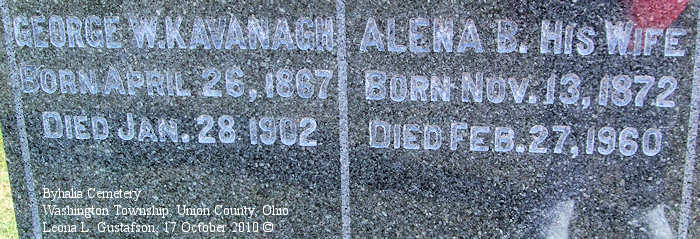 GEORGE W. KAVANAGH
BORN APRIL 26, 1867
DIED JAN. 28 1902
ALENA B. HIS WIFE
BORN NOV. 13, 1872
DIED FEB. 27, 1960
Byhalia Cemetery
Washington Township, Union County, Ohio
Leona L. Gustafson, 17 October 2010 ©